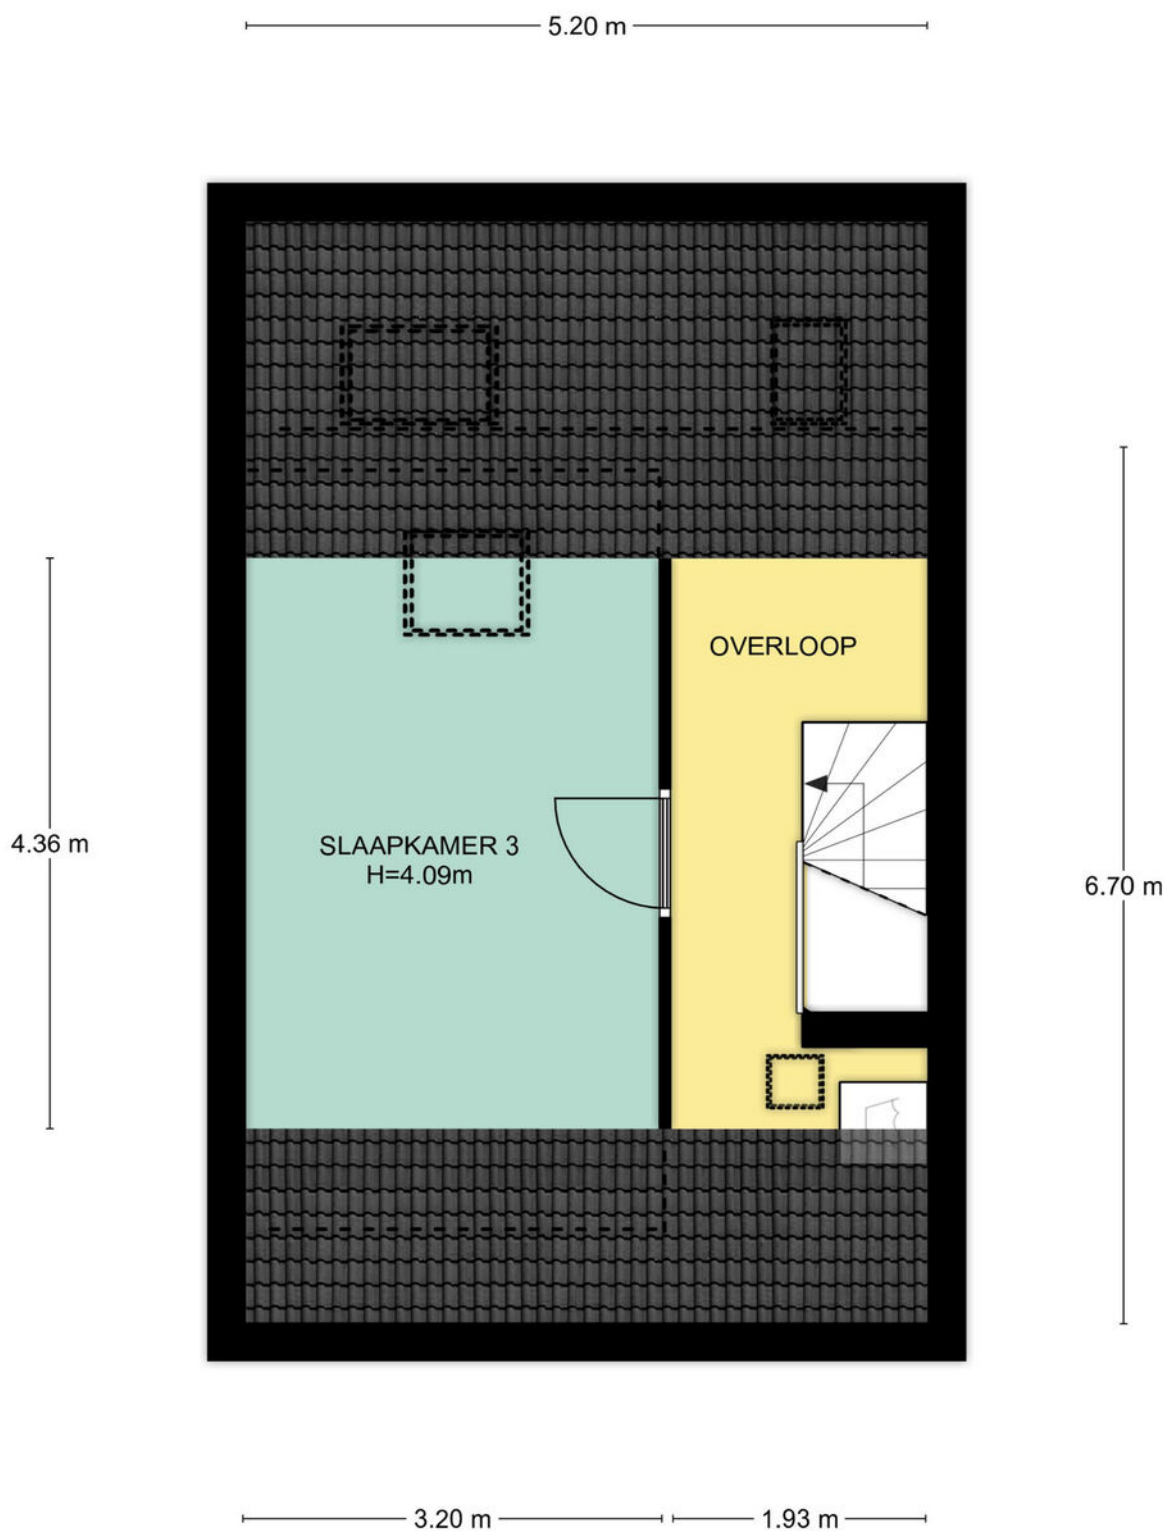 5.20 m
OVERLOOP
4.36 m
SLAAPKAMER 3
H=4.09m
6.70 m
3.20 m
1.93 m